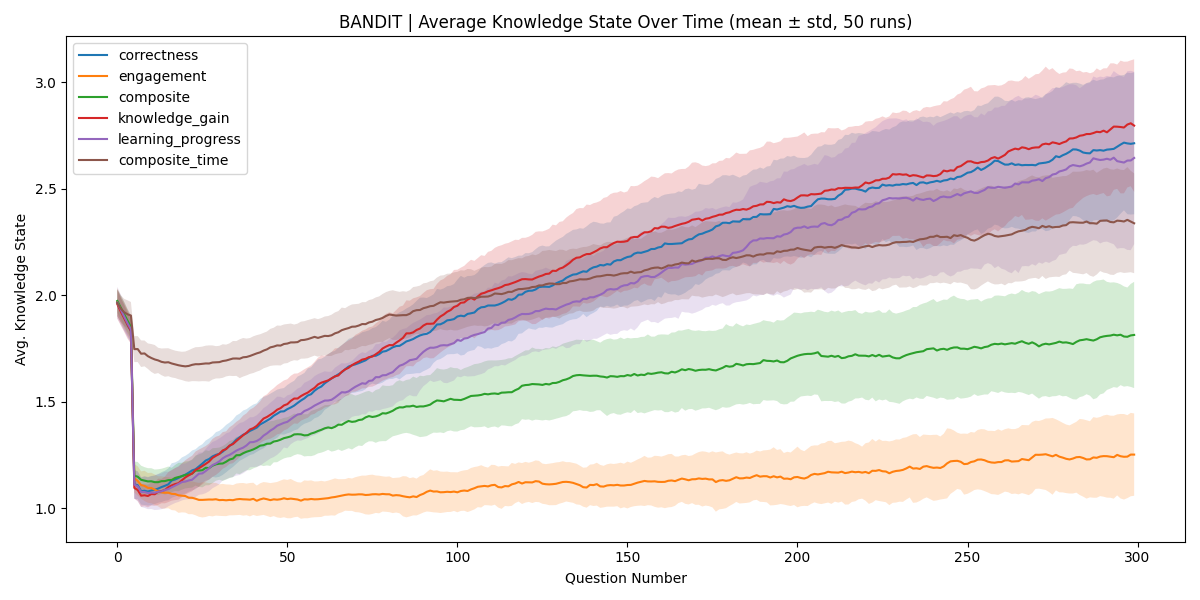 BANDIT | Average Knowledge State Over Time (mean ± std, 50 runs)
correctness
engagement
composite
knowledge_gain
learning_progress
composite_time
Avg. Knowledge State
3.0
2.5
2.0
1.5
1.0
0 50 100 150 200 250 300
Question Number